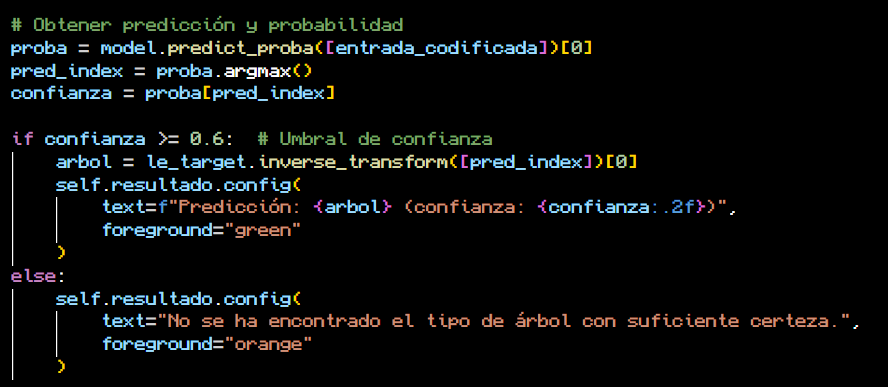 # Obtener predicción y probabilidad
proba = model.predict_proba([entrada_codificada])[0]
pred_index = proba.argmax()
confianza = proba[pred_index]

if confianza >= 0.6:  # Umbral de confianza
    arbol = le_target.inverse_transform([pred_index])[0]
    self.resultado.config(
        text=f"Predicción: {arbol} (confianza: {confianza:.2f})",
        foreground="green"
    )
else:
    self.resultado.config(
        text="No se ha encontrado el tipo de árbol con suficiente certeza.",
        foreground="orange"
    )